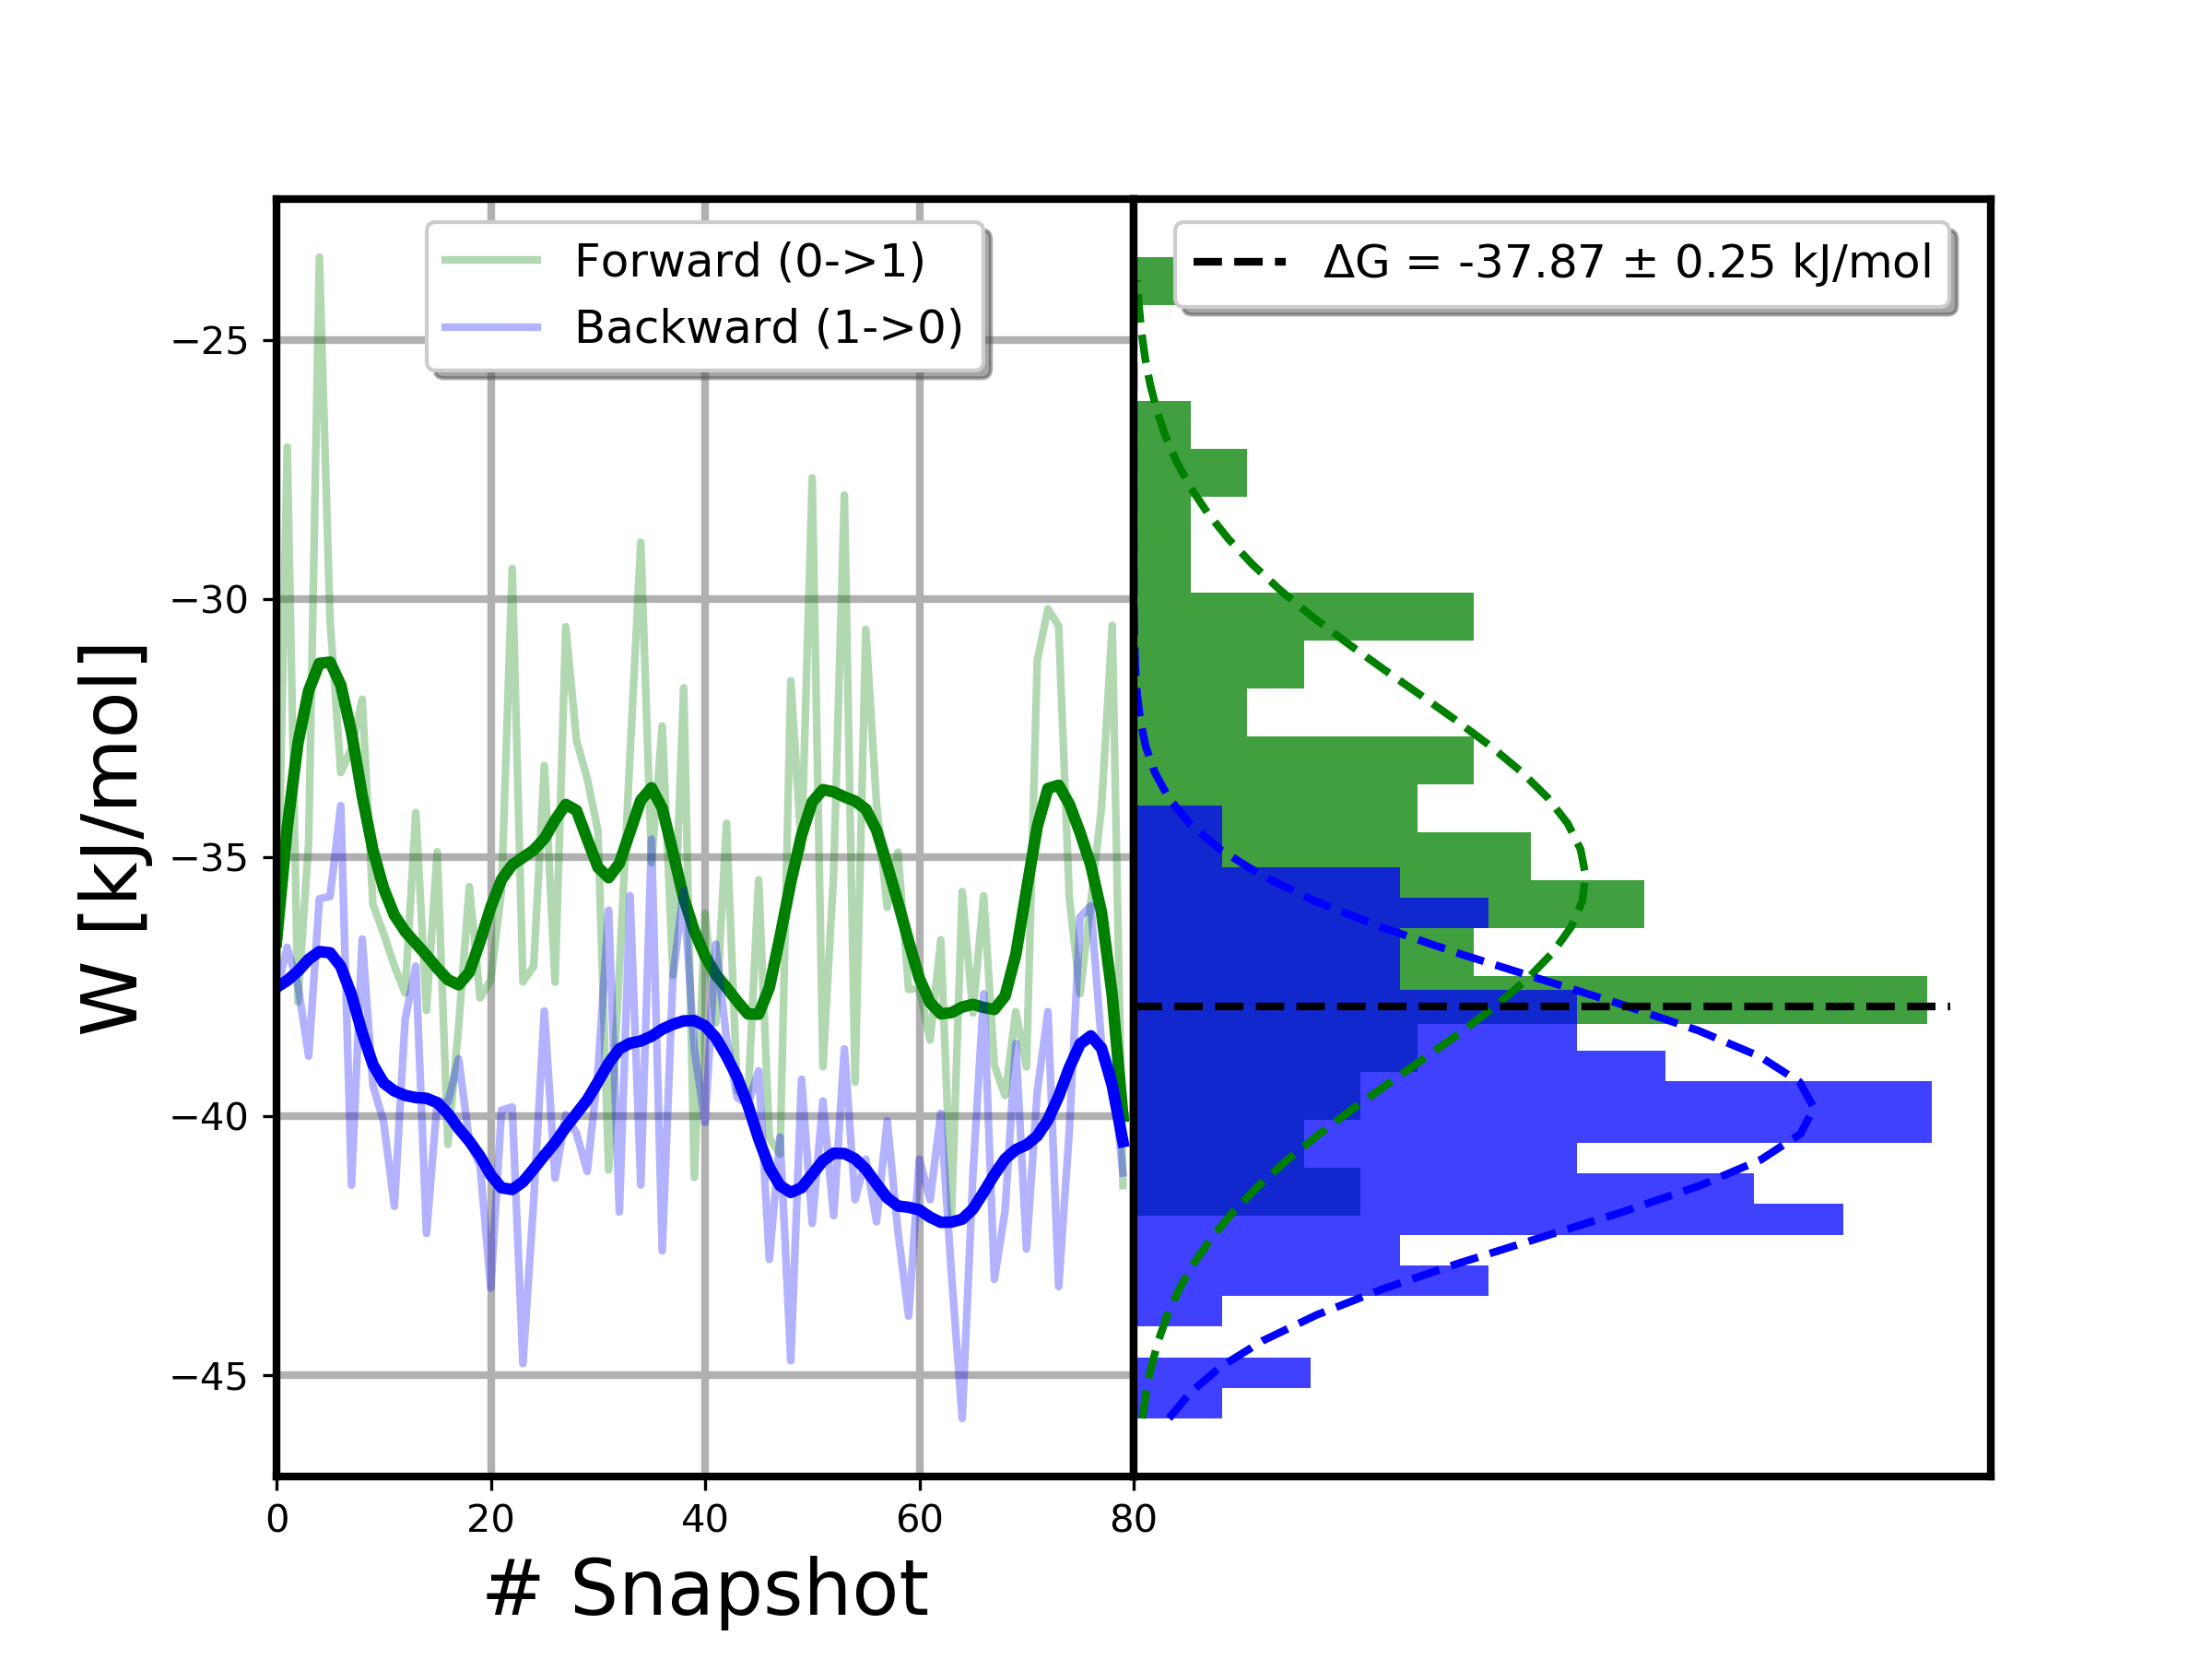 Forward (0->1)
Backward (1->0)
ΔG = -37.87 ± 0.25 kJ/mol
−25
−30
−35
−40
−45
W [kJ/mol]
0 20 40 60 80
# Snapshot